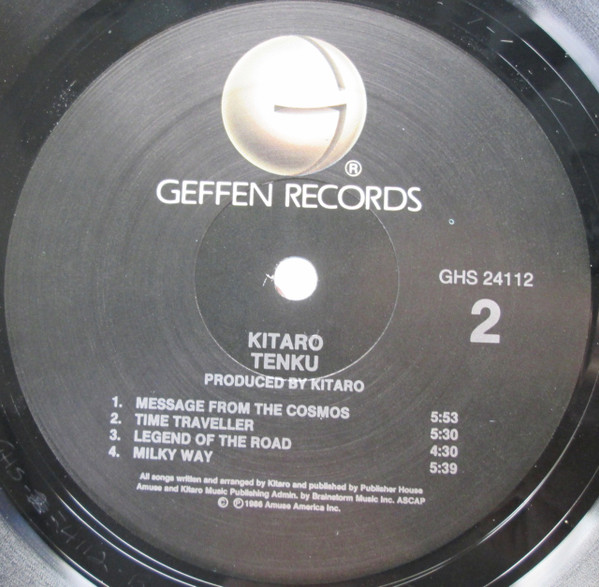 G
®
GEFFEN RECORDS
GHS 24112
2
KITARO
TENKU
PRODUCED BY KITARO
1. MESSAGE FROM THE COSMOS 5:53
2. TIME TRAVELLER 5:30
3. LEGEND OF THE ROAD 4:30
4. MILKY WAY 5:39
All songs written and arranged by Kitaro and published by Publisher House
Amuse and Kitaro Music Publishing Admin. by Brainstorm Music Inc. ASCAP
© ℗1986 Amuse America Inc.